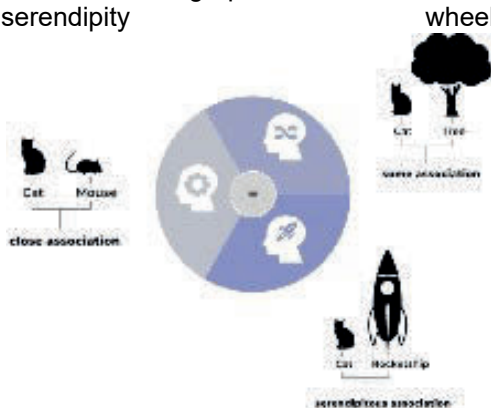 serendipity wheel
Cat Tree
some association
Cat Mouse
close association
Cat Rocketship
serendipitous association